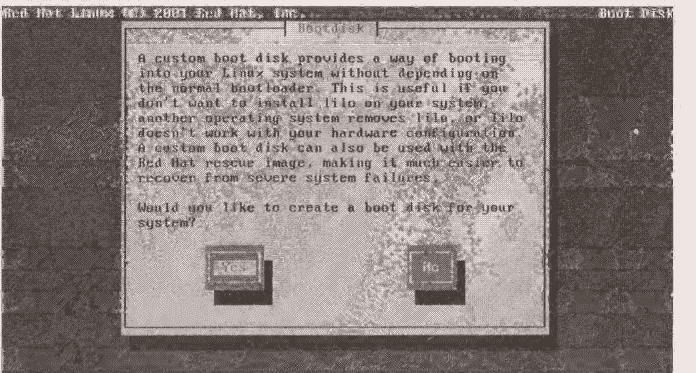 Red Hat Linux (C) 2001 Red Hat, Inc. Boot Disk
Bootdisk
A custom boot disk provides a way of booting
into your Linux system without depending on
the normal bootloader. This is useful if you
don't want to install lilo on your system,
another operating system removes lilo, or lilo
doesn't work with your hardware configuration.
A custom boot disk can also be used with the
Red Hat rescue image, making it much easier to
recover from severe system failures.
Would you like to create a boot disk for your
system?
Yes No